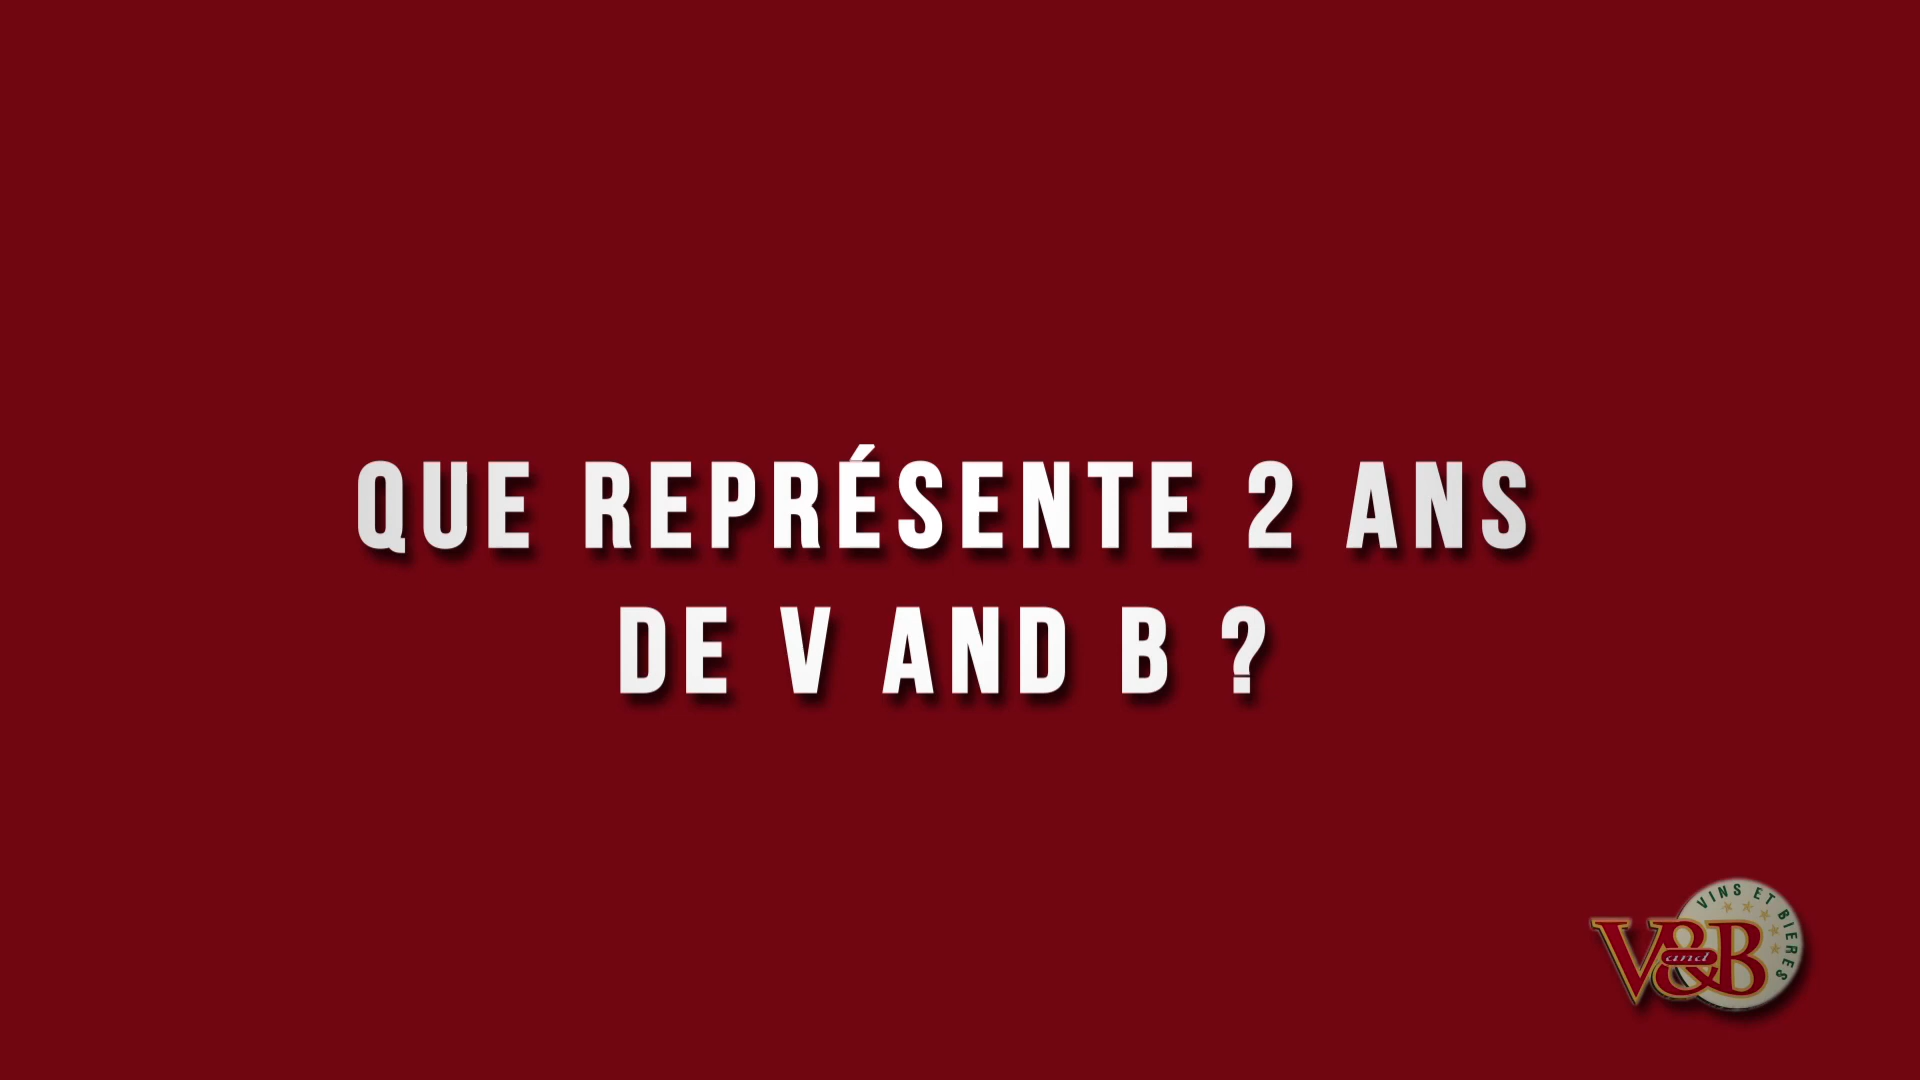 QUE REPRÉSENTE 2 ANS
DE V AND B ?
VINS ET BIERES
V&B
and